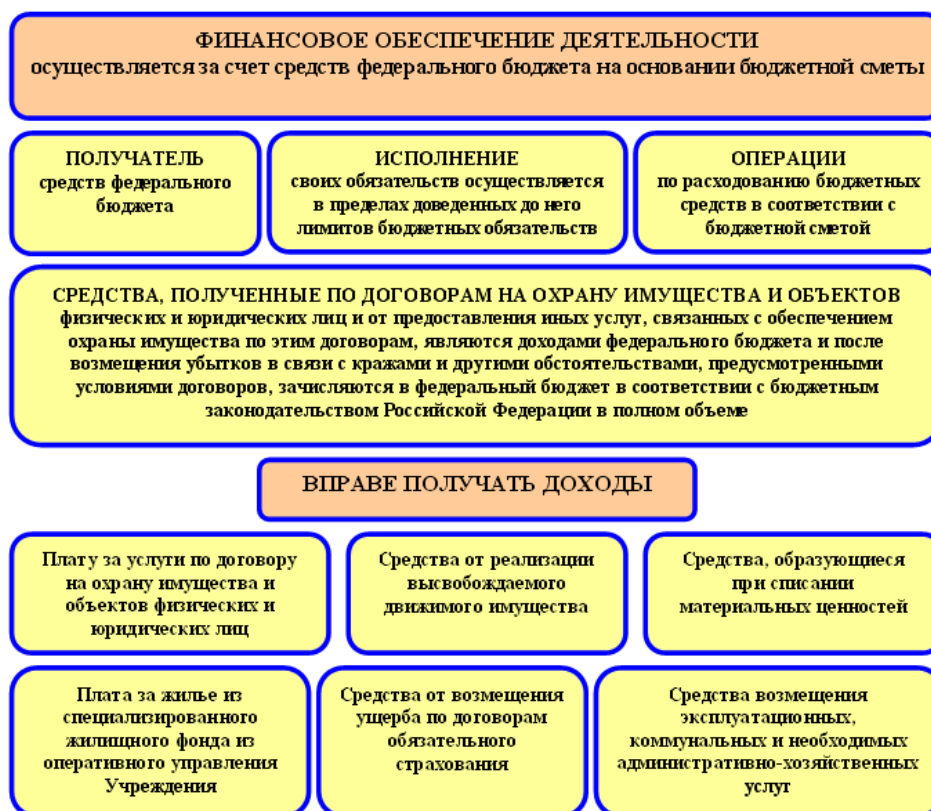 ФИНАНСОВОЕ ОБЕСПЕЧЕНИЕ ДЕЯТЕЛЬНОСТИ
осуществляется за счет средств федерального бюджета на основании бюджетной сметы
ПОЛУЧАТЕЛЬ
средств федерального
бюджета
ИСПОЛНЕНИЕ
своих обязательств осуществляется
в пределах доведенных до него
лимитов бюджетных обязательств
ОПЕРАЦИИ
по расходованию бюджетных
средств в соответствии с
бюджетной сметой
СРЕДСТВА, ПОЛУЧЕННЫЕ ПО ДОГОВОРАМ НА ОХРАНУ ИМУЩЕСТВА И ОБЪЕКТОВ
физических и юридических лиц и от предоставления иных услуг, связанных с обеспечением
охраны имущества по этим договорам, являются доходами федерального бюджета и после
возмещения убытков в связи с кражами и другими обстоятельствами, предусмотренными
условиями договоров, зачисляются в федеральный бюджет в соответствии с бюджетным
законодательством Российской Федерации в полном объеме
ВПРАВЕ ПОЛУЧАТЬ ДОХОДЫ
Плату за услуги по договору
на охрану имущества и
объектов физических и
юридических лиц
Средства от реализации
высвобождаемого
движимого имущества
Средства, образующиеся
при списании
материальных ценностей
Плата за жилье из
специализированного
жилищного фонда из
оперативного управления
Учреждения
Средства от возмещения
ущерба по договорам
обязательного
страхования
Средства возмещения
эксплуатационных,
коммунальных и необходимых
административно-хозяйственных
услуг